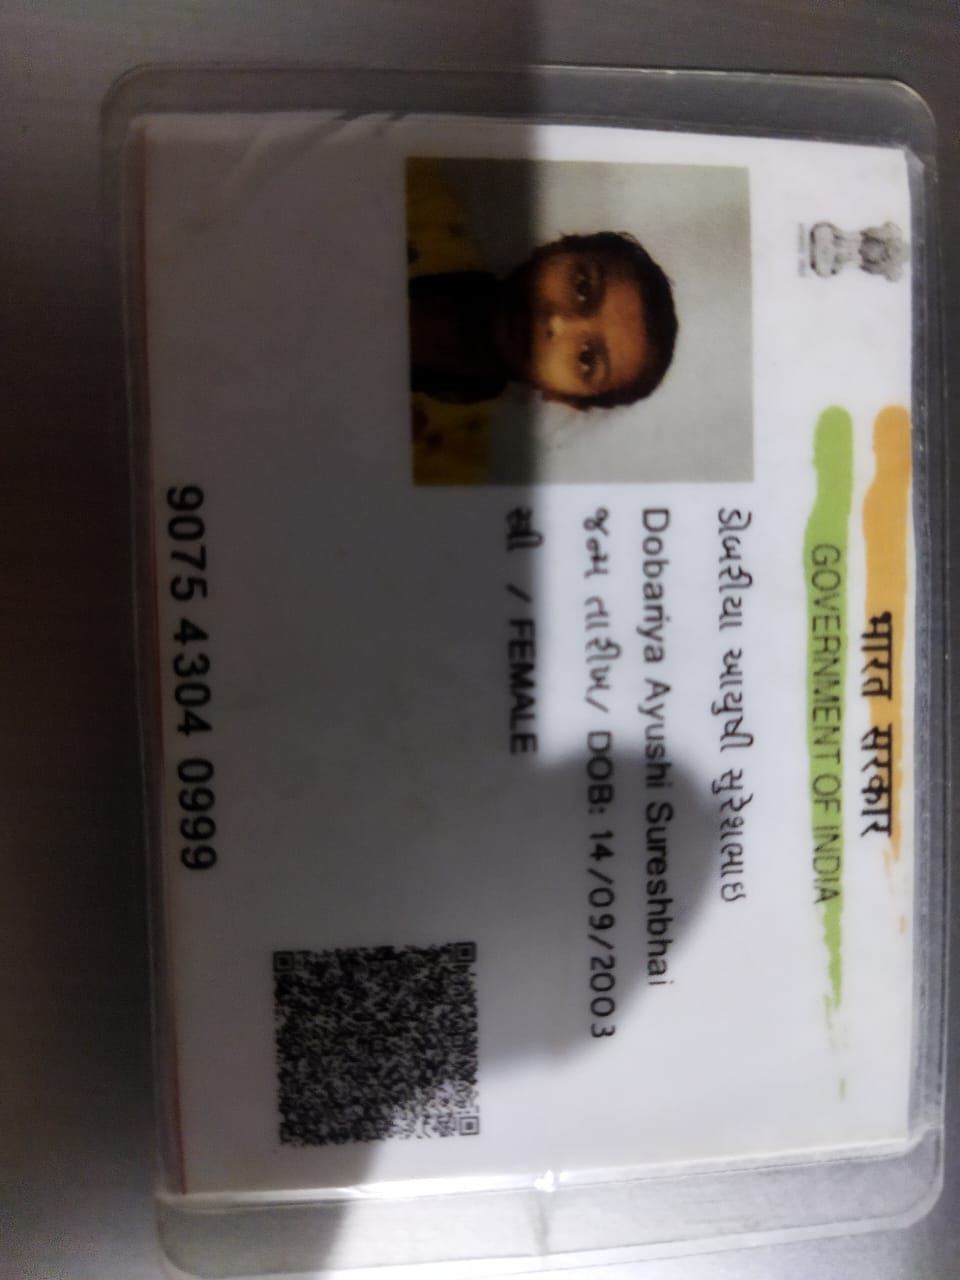 भारत सरकार
GOVERNMENT OF INDIA
ડોબરીયા આયુષી સુરેશભાઇ
Dobariya Ayushi Sureshbhai
જન્મ તારીખ/ DOB: 14/09/2003
સ્ત્રી / FEMALE
9075 4304 0999